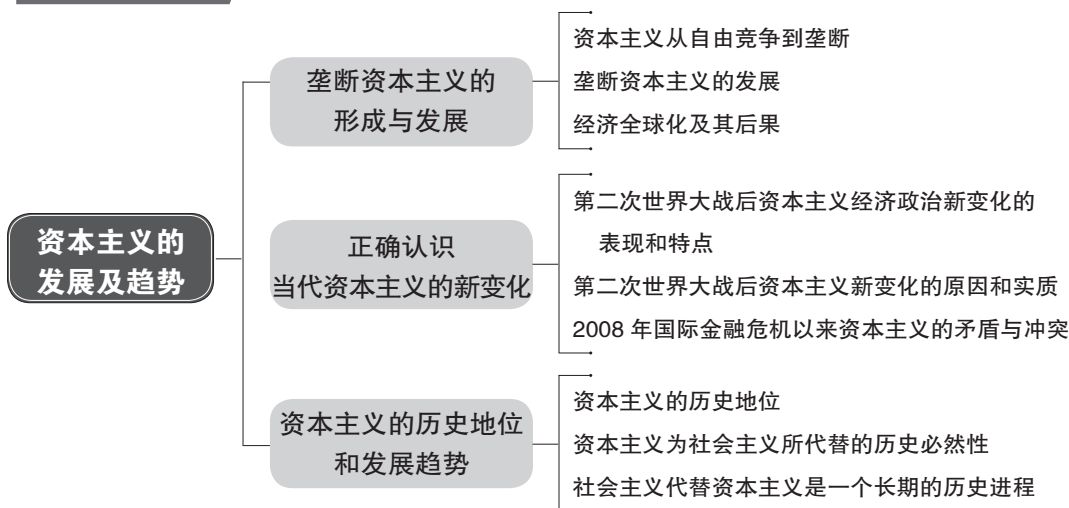 资本主义的
发展及趋势
垄断资本主义的
形成与发展
资本主义从自由竞争到垄断
垄断资本主义的发展
经济全球化及其后果
正确认识
当代资本主义的新变化
第二次世界大战后资本主义经济政治新变化的
表现和特点
第二次世界大战后资本主义新变化的原因和实质
2008 年国际金融危机以来资本主义的矛盾与冲突
资本主义的历史地位
和发展趋势
资本主义的历史地位
资本主义为社会主义所代替的历史必然性
社会主义代替资本主义是一个长期的历史进程